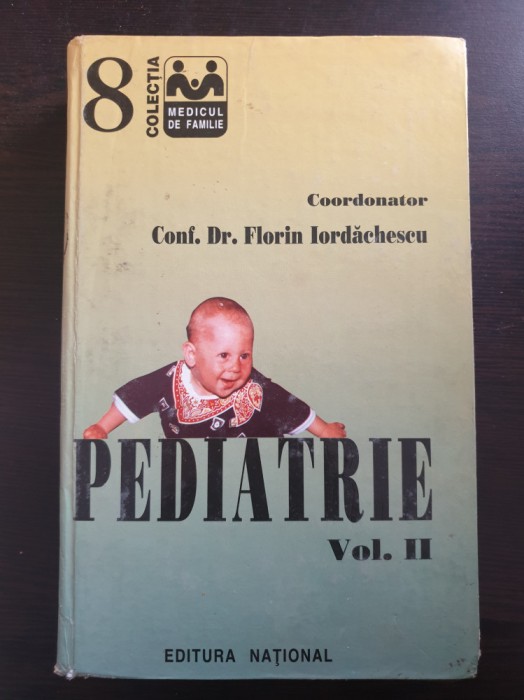 8
COLECȚIA
MEDICUL
DE FAMILIE
Coordonator
Conf. Dr. Florin Iordăchescu
PEDIATRIE
Vol. II
EDITURA NAȚIONAL